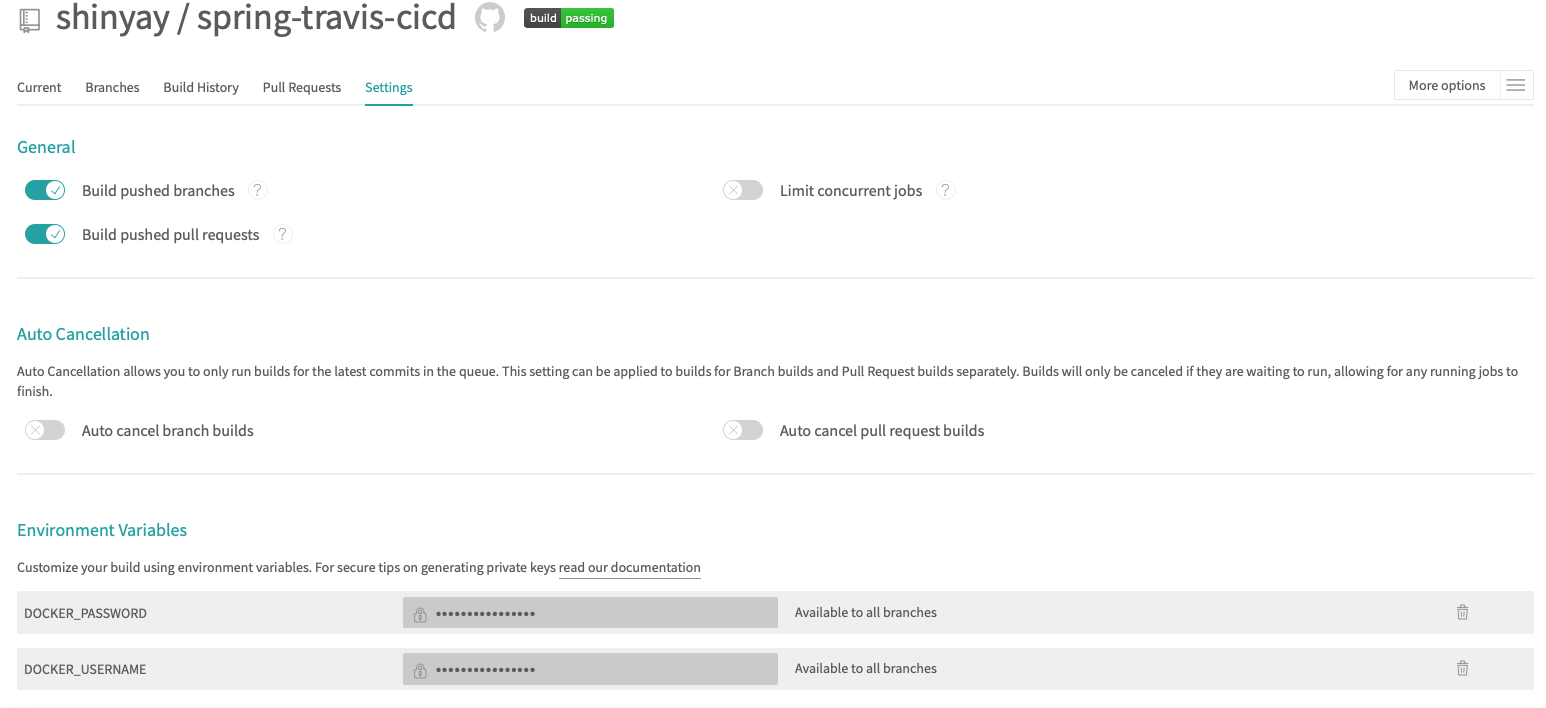 shinyay / spring-travis-cicd build passing
Current Branches Build History Pull Requests Settings More options
General
Build pushed branches ? Limit concurrent jobs ?
Build pushed pull requests ?
Auto Cancellation
Auto Cancellation allows you to only run builds for the latest commits in the queue. This setting can be applied to builds for Branch builds and Pull Request builds separately. Builds will only be canceled if they are waiting to run, allowing for any running jobs to
finish.
Auto cancel branch builds Auto cancel pull request builds
Environment Variables
Customize your build using environment variables. For secure tips on generating private keys read our documentation
DOCKER_PASSWORD •••••••••••••••• Available to all branches
DOCKER_USERNAME •••••••••••••••• Available to all branches